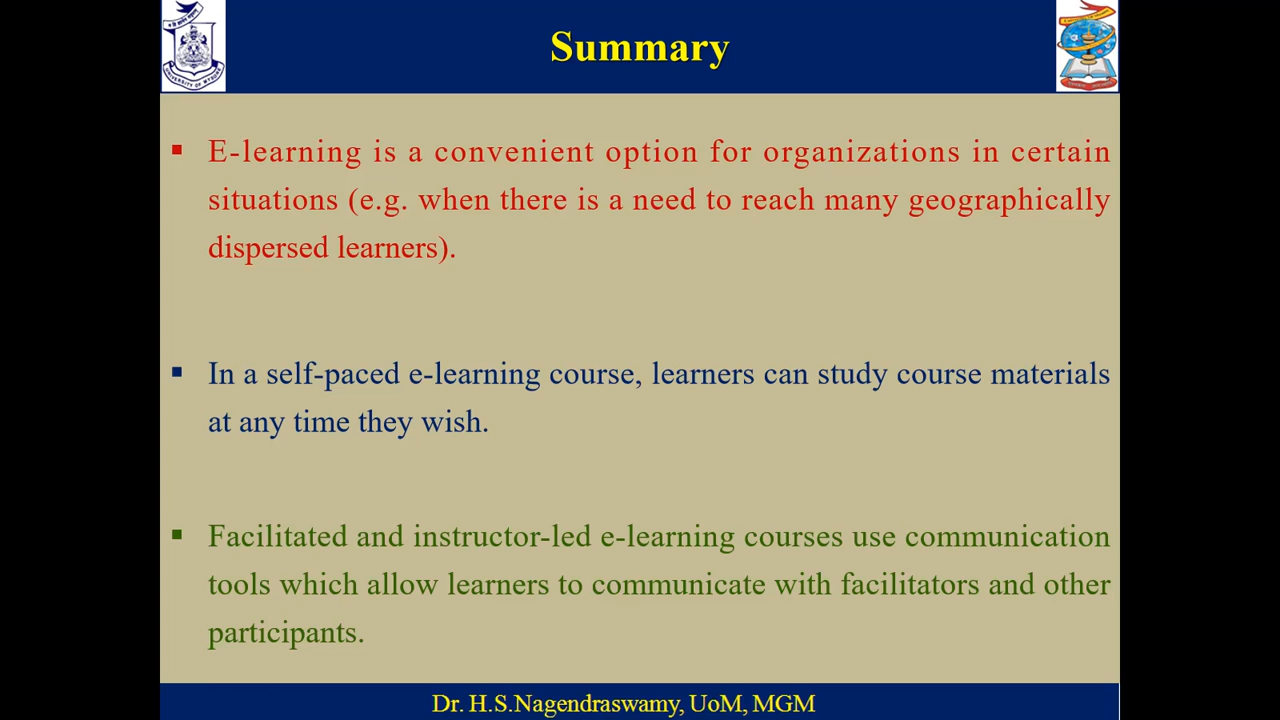 Summary
▪ E-learning is a convenient option for organizations in certain
situations (e.g. when there is a need to reach many geographically
dispersed learners).
▪ In a self-paced e-learning course, learners can study course materials
at any time they wish.
▪ Facilitated and instructor-led e-learning courses use communication
tools which allow learners to communicate with facilitators and other
participants.
Dr. H.S.Nagendraswamy, UoM, MGM